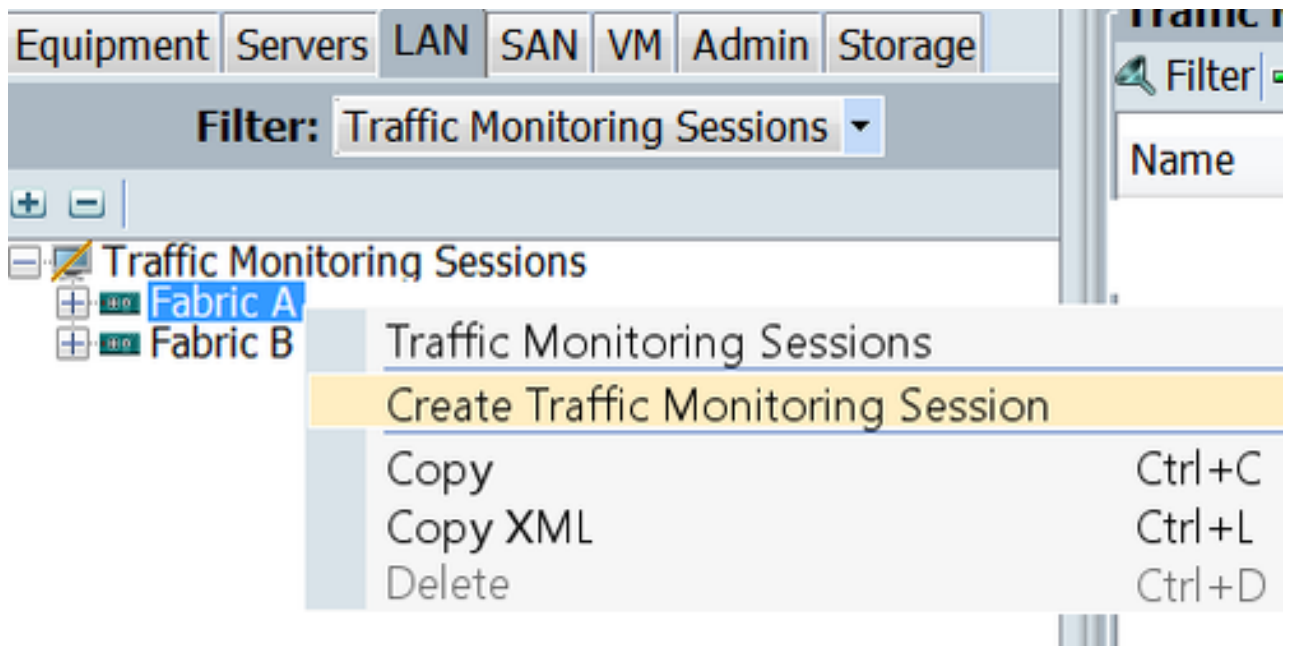 Equipment Servers LAN SAN VM Admin Storage
Filter: Traffic Monitoring Sessions
Traffic Monitoring Sessions
Fabric A
Fabric B
Traffic Monitoring Sessions
Create Traffic Monitoring Session
Copy Ctrl+C
Copy XML Ctrl+L
Delete Ctrl+D
Traffic
Filter
Name